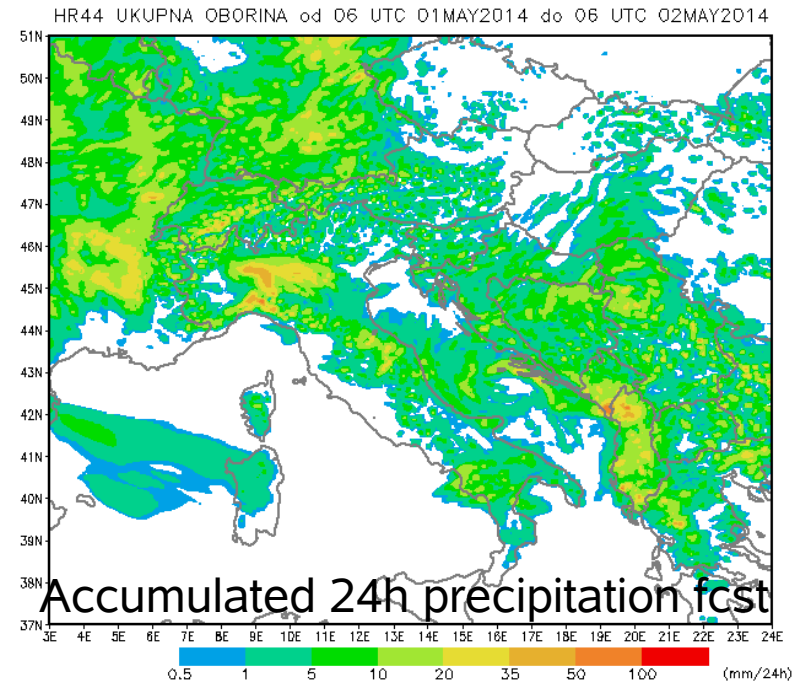 HR44 UKUPNA OBORINA od 06 UTC 01MAY2014 do 06 UTC 02MAY2014
51N
50N
49N
48N
47N
46N
45N
44N
43N
42N
41N
40N
39N
38N
Accumulated 24h precipitation fcst
37N
3E 4E 5E 6E 7E 8E 9E 10E 11E 12E 13E 14E 15E 16E 17E 18E 19E 20E 21E 22E 23E 24E
0.5 1 5 10 20 35 50 100 (mm/24h)